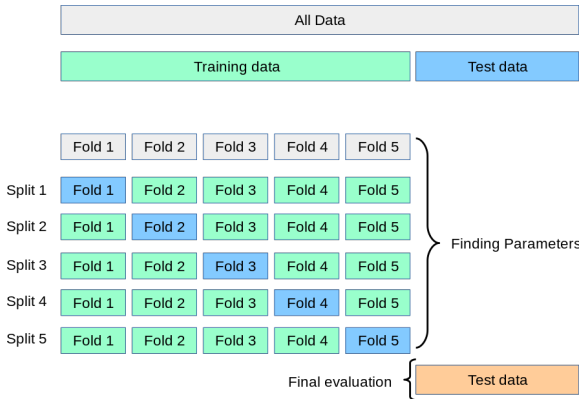 All Data
Training data Test data
Fold 1 Fold 2 Fold 3 Fold 4 Fold 5
Split 1 Fold 1 Fold 2 Fold 3 Fold 4 Fold 5
Split 2 Fold 1 Fold 2 Fold 3 Fold 4 Fold 5
Finding Parameters
Split 3 Fold 1 Fold 2 Fold 3 Fold 4 Fold 5
Split 4 Fold 1 Fold 2 Fold 3 Fold 4 Fold 5
Split 5 Fold 1 Fold 2 Fold 3 Fold 4 Fold 5
Final evaluation Test data